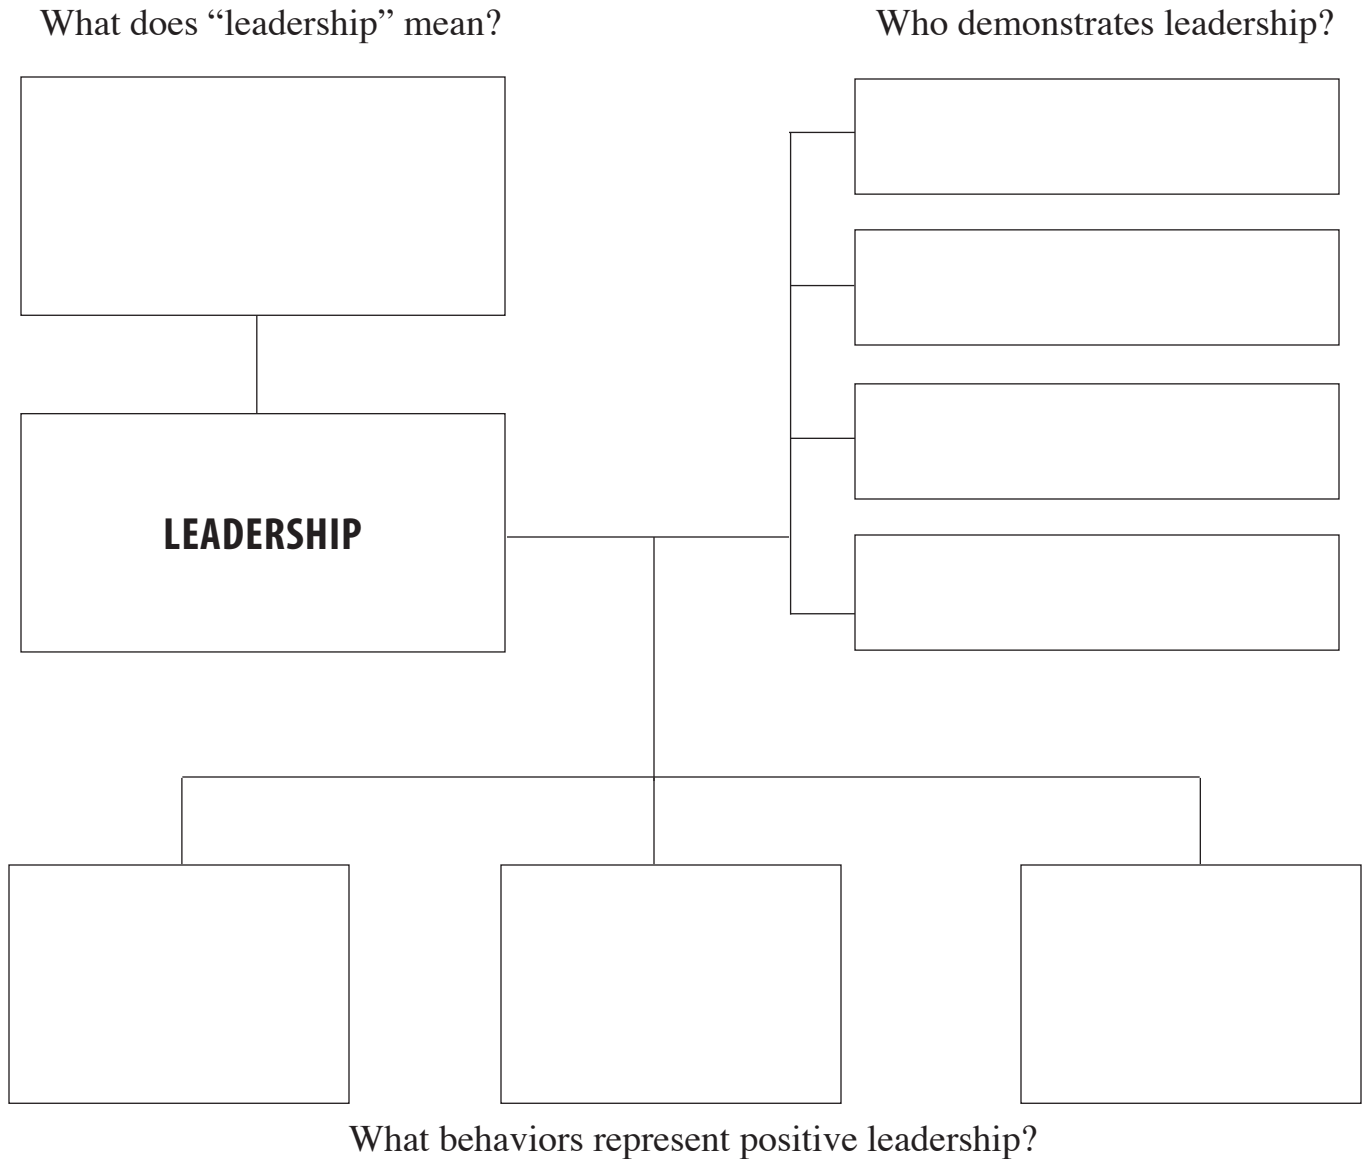 What does “leadership” mean?
Who demonstrates leadership?
LEADERSHIP
What behaviors represent positive leadership?